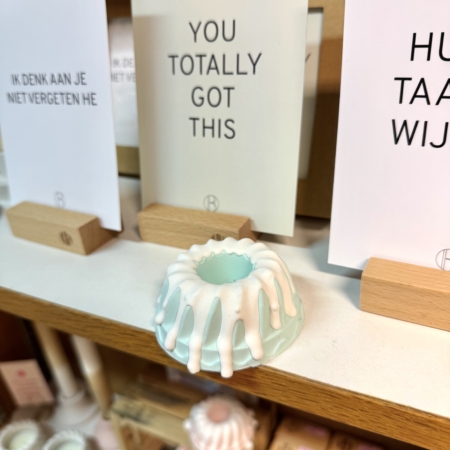 IK DENK AAN JE
NIET VERGETEN HE
YOU
TOTALLY
GOT
THIS
HU
TAA
WIJ